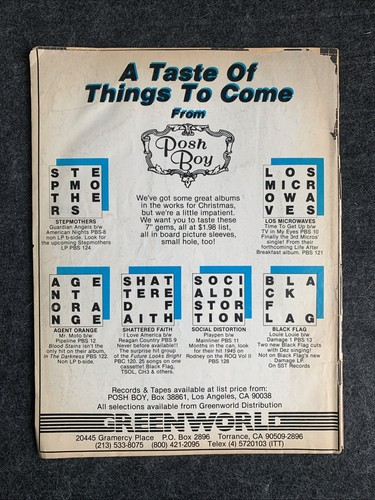 A Taste Of
Things To Come
From
Posh
Boy
We've got some great albums
in the works for Christmas,
but we're a little impatient.
We want you to taste these
7" gems, all at $1.98 list,
all in board picture sleeves,
small hole, too!
STE
PMO
THE
RS
STEPMOTHERS
Guardian Angels b/w
American Nights PBS-8
non LP b-side. Look for
the upcoming Stepmothers
LP PBS 124
LOS
MICR
OWA
VES
LOS MICROWAVES
Time To Get Up b/w
TV in My Eyes PBS 10
Finally the 3rd Micros
single! From their
forthcoming Life After
Breakfast album. PBS 121
AGE
NT
ORA
NGE
AGENT ORANGE
Mr. Moto b/w
Pipeline PBS 12
Blood Stains isn't the
only hit on their album,
In The Darkness PBS 122.
Non LP b-side.
SHAT
TERE
D F
AITH
SHATTERED FAITH
I Love America b/w
Reagan Country PBS 9
Never before available!!
The surprise hit group
of the Future Looks Bright
PBC 120. 25 songs on one
cassette! Black Flag,
TSOL, CH3 & others.
SOC
IALD
ISTOR
TION
SOCIAL DISTORTION
Playpen b/w
Mainliner PBS 11
Months in the can, look
for their hit 1945 on
Rodney on the ROQ Vol II
PBS 128
BLA
CK
F
LAG
BLACK FLAG
Louie Louie b/w
Damage 1 PBS 13
Two new Black Flag cuts
with Dez singing!
Not on Black Flag's new
Damage LP.
On SST Records
Records & Tapes available at list price from:
POSH BOY, Box 38861, Los Angeles, CA 90038
All selections available from Greenworld Distribution
GREENWORLD
20445 Gramercy Place P.O. Box 2896 Torrance, CA 90509-2896
(213) 533-8075 (800) 421-2095 Telex (4) 5720103 (ITT)